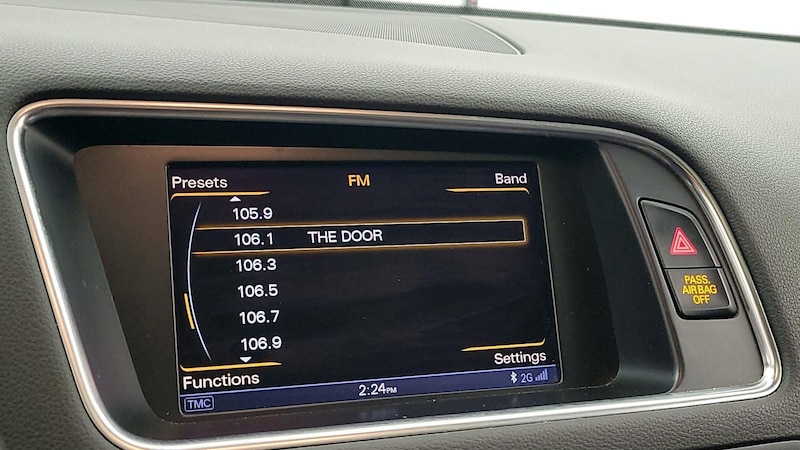 Presets FM Band
105.9
106.1 THE DOOR
106.3
106.5
106.7
106.9
Functions Settings
TMC 2:24PM 2G
PASS.
AIR BAG
OFF